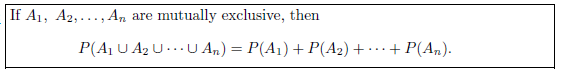 If A₁, A₂, . . . , Aₙ are mutually exclusive, then
P(A₁ ∪ A₂ ∪ · · · ∪ Aₙ) = P(A₁) + P(A₂) + · · · + P(Aₙ).